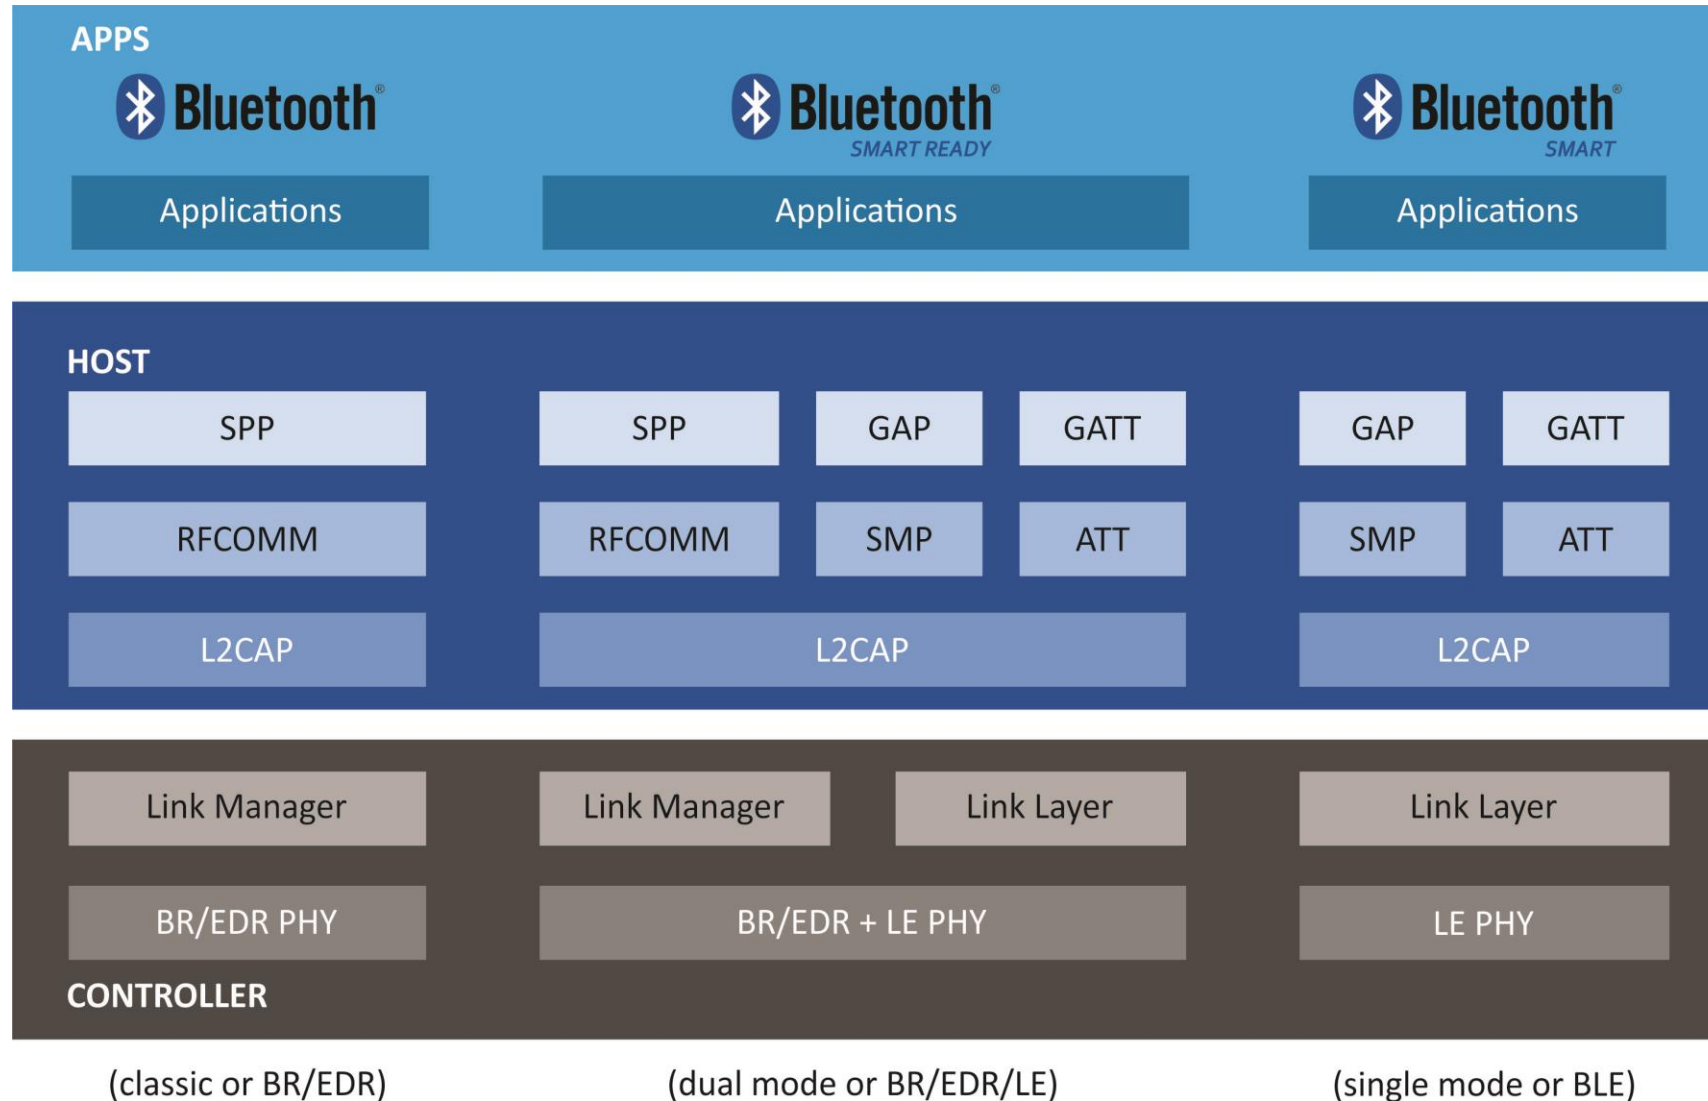 APPS
Bluetooth® Bluetooth® Bluetooth®
SMART READY SMART
Applications Applications Applications
HOST
SPP SPP GAP GATT GAP GATT
RFCOMM RFCOMM SMP ATT SMP ATT
L2CAP L2CAP L2CAP
Link Manager Link Manager Link Layer Link Layer
BR/EDR PHY BR/EDR + LE PHY LE PHY
CONTROLLER
(classic or BR/EDR) (dual mode or BR/EDR/LE) (single mode or BLE)